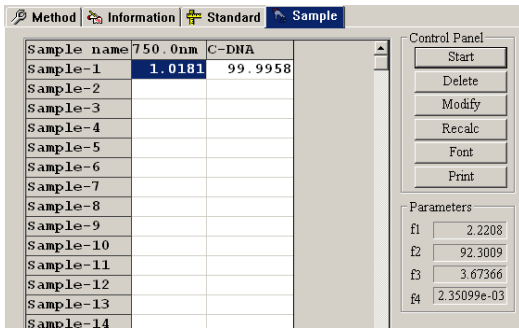 Method Information Standard Sample
Sample name 750.0nm C-DNA
Sample-1 1.0181 99.9958
Sample-2
Sample-3
Sample-4
Sample-5
Sample-6
Sample-7
Sample-8
Sample-9
Sample-10
Sample-11
Sample-12
Sample-13
Sample-14
Control Panel
Start
Delete
Modify
Recalc
Font
Print
Parameters
f1 2.2208
f2 92.3009
f3 3.67366
f4 2.35099e-03